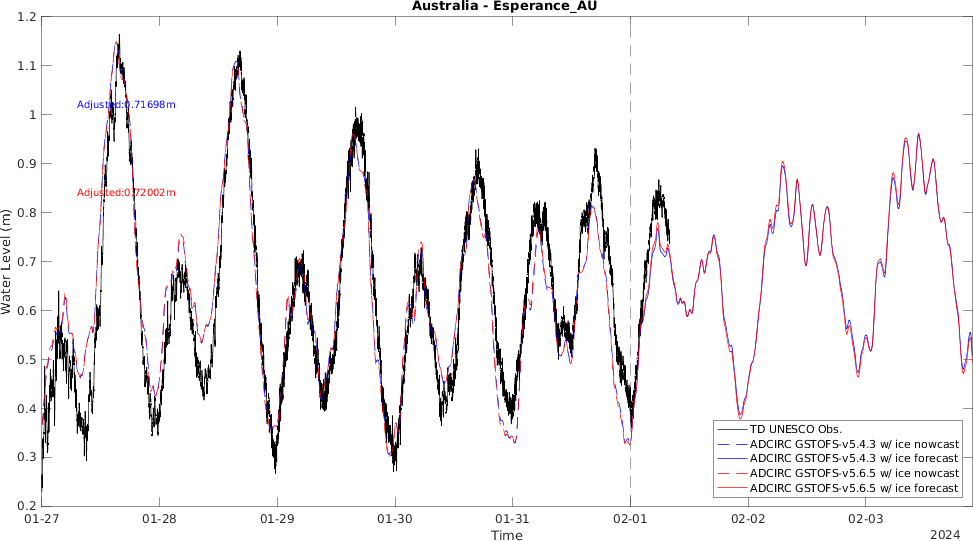 Australia - Esperance_AU
1.2
1.1
1
0.9
0.8
0.7
0.6
0.5
0.4
0.3
0.2
Water Level (m)
Adjusted:0.71698m
Adjusted:0.72002m
TD UNESCO Obs.
ADCIRC GSTOFS-v5.4.3 w/ ice nowcast
ADCIRC GSTOFS-v5.4.3 w/ ice forecast
ADCIRC GSTOFS-v5.6.5 w/ ice nowcast
ADCIRC GSTOFS-v5.6.5 w/ ice forecast
01-27 01-28 01-29 01-30 01-31 02-01 02-02 02-03
Time
2024